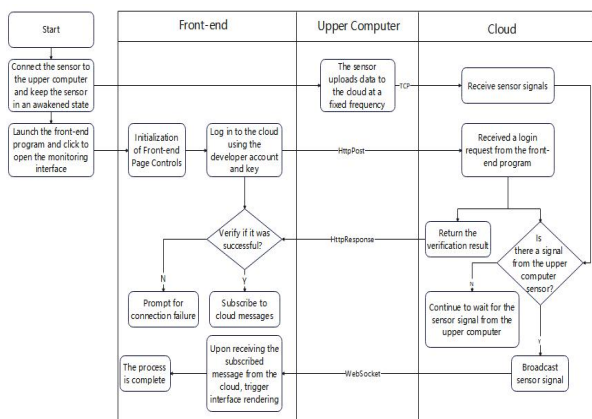 Front-end
Upper Computer
Cloud
Start
Connect the sensor to
the upper computer
and keep the sensor
in an awakened state
The sensor
uploads data to
the cloud at a
fixed frequency
TCP
Receive sensor signals
Launch the front-end
program and click to
open the monitoring
interface
Initialization
of Front-end
Page Controls
Log in to the cloud
using the
developer account
and key
HttpPost
Received a login
request from the front-
end program
Verify if it was
successful?
HttpResponse
Return the
verification result
Is
there a signal
from the upper
computer
sensor?
N
Y
N
Prompt for
connection failure
Subscribe to
cloud messages
Continue to wait for the
sensor signal from the
upper computer
Y
The process
is complete
Upon receiving the
subscribed
message from the
cloud, trigger
interface rendering
WebSocket
Broadcast
sensor signal